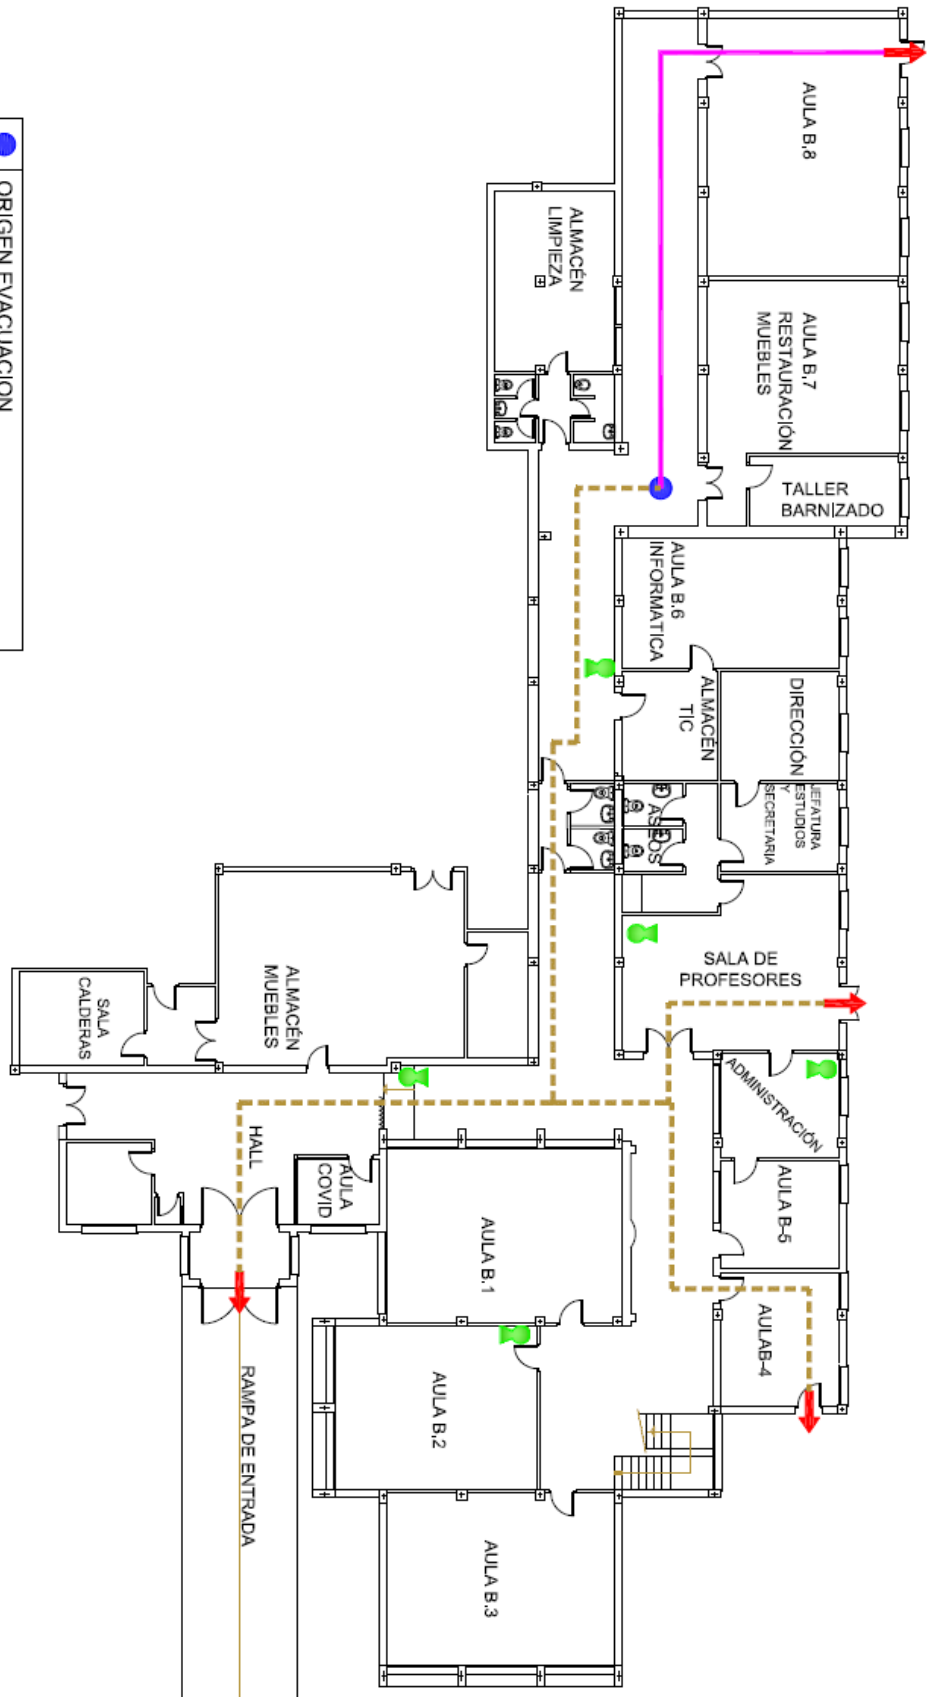 ORIGEN EVACUACION
AULA B.8
ALMACÉN
LIMPIEZA
AULA B.7
RESTAURACIÓN
MUEBLES
TALLER
BARNIZADO
AULA B.6
INFORMATICA
ALMACÉN
TIC
DIRECCIÓN
JEFATURA
ESTUDIOS
Y
SECRETARIA
ASEOS
SALA DE
PROFESORES
ALMACÉN
MUEBLES
SALA
CALDERAS
ADMINISTRACIÓN
HALL
AULA
COVID
AULA B-5
AULA B.1
AULAB-4
AULA B.2
RAMPA DE ENTRADA
AULA B.3